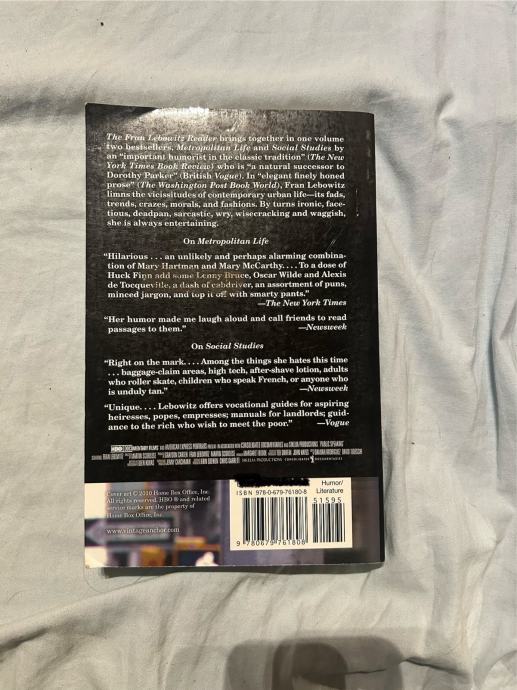 The Fran Lebowitz Reader brings together in one volume
two bestsellers, Metropolitan Life and Social Studies by
an "important humorist in the classic tradition" (The New
York Times Book Review) who is "a natural successor to
Dorothy Parker" (British Vogue). In "elegant finely honed
prose" (The Washington Post Book World), Fran Lebowitz
limns the vicissitudes of contemporary urban life—its fads,
trends, crazes, morals, and fashions. By turns ironic, face-
tious, deadpan, sarcastic, wry, wisecracking and waggish,
she is always entertaining.
On Metropolitan Life
"Hilarious . . . an unlikely and perhaps alarming combina-
tion of Mary Hartman and Mary McCarthy. . . . To a dose of
Huck Finn add some Lenny Bruce, Oscar Wilde and Alexis
de Tocqueville, a dash of cabdriver, an assortment of puns,
minced jargon, and top it off with smarty pants."
—The New York Times
"Her humor made me laugh aloud and call friends to read
passages to them." —Newsweek
On Social Studies
"Right on the mark. . . . Among the things she hates this time
. . . baggage-claim areas, high tech, after-shave lotion, adults
who roller skate, children who speak French, or anyone who
is unduly tan." —Newsweek
"Unique. . . . Lebowitz offers vocational guides for aspiring
heiresses, popes, empresses; manuals for landlords; guid-
ance to the rich who wish to meet the poor." —Vogue
Cover art © 2010 Home Box Office, Inc.
All rights reserved. HBO ® and related
service marks are the property of
Home Box Office, Inc.
www.vintageanchor.com
Humor/
Literature
ISBN 978-0-679-76180-8
51595
9 780679 761808